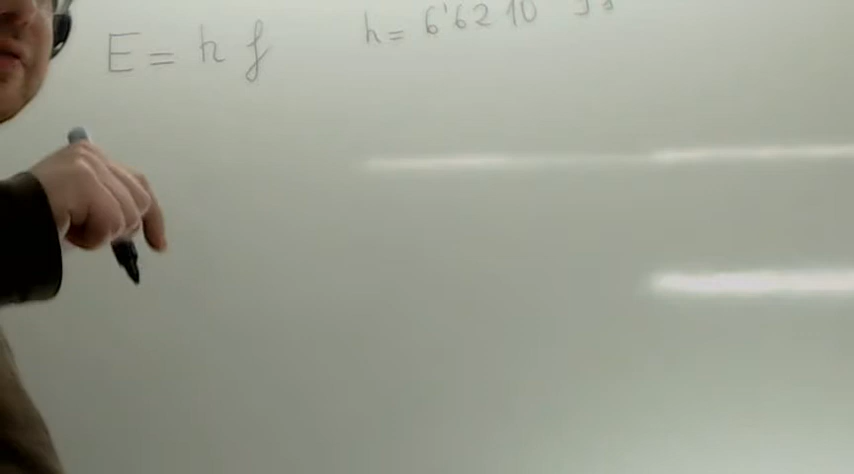 E = h f
h = 6'62 10 J s